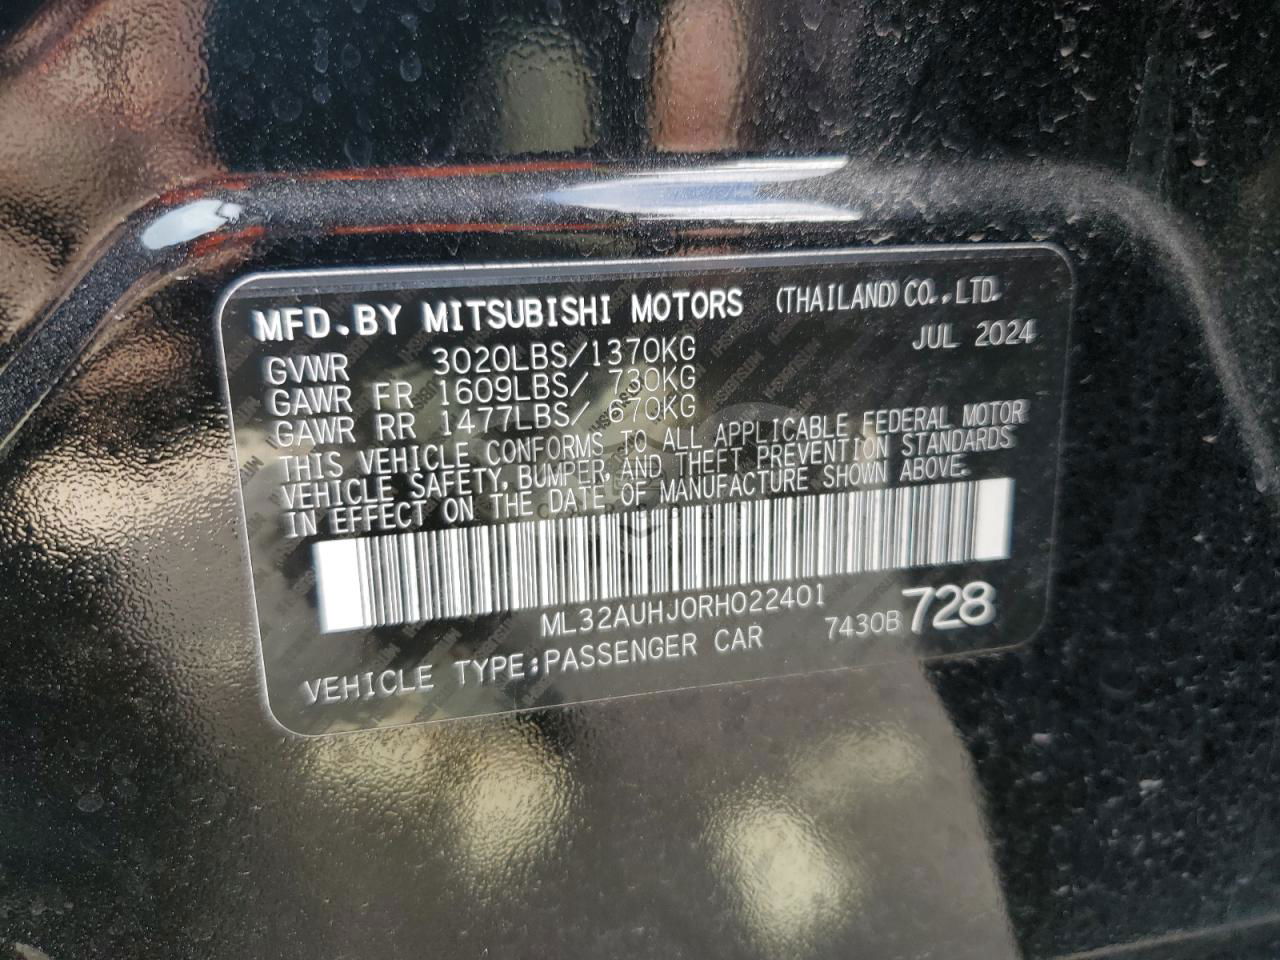 MFD.BY MITSUBISHI MOTORS (THAILAND) CO.,LTD.
JUL 2024
GVWR 3020LBS/1370KG
GAWR FR 1609LBS/ 730KG
GAWR RR 1477LBS/ 670KG
THIS VEHICLE CONFORMS TO ALL APPLICABLE FEDERAL MOTOR
VEHICLE SAFETY, BUMPER, AND THEFT PREVENTION STANDARDS
IN EFFECT ON THE DATE OF MANUFACTURE SHOWN ABOVE.
ML32AUHJ0RH022401
7430B 728
VEHICLE TYPE:PASSENGER CAR